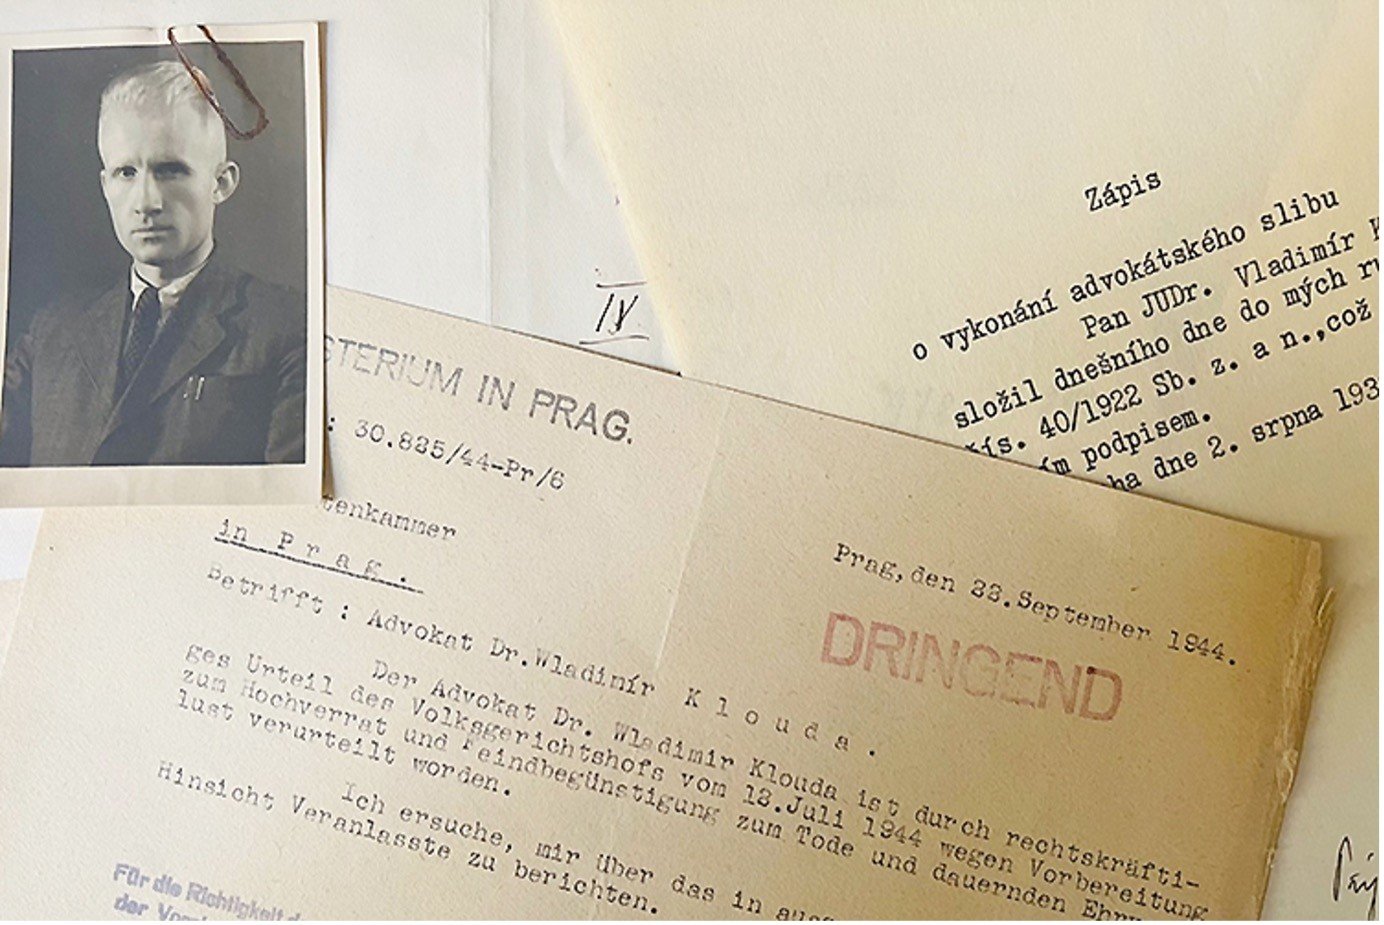 Zápis
o vykonání advokátského slibu
Pan JUDr. Vladimír
složil dnešního dne do mých
čís. 40/1922 Sb. z. a n.,což
podpisem.
dne 2. srpna 193
IV
STERIUM IN PRAG.
: 30.835/44-Pr/6
tenkammer
in Prag.
Prag,den 23.September 1944.
DRINGEND
Betrifft : Advokat Dr.Wladimír Klouda.
Der Advokat Dr. Wladimir Klouda ist durch rechtskräfti-
ges Urteil des Volksgerichtshofs vom 12.Juli 1944 wegen Vorbereitung
zum Hochverrat und Feindbegünstigung zum Tode und dauernden
lust verurteilt worden.
Ich ersuche, mir über das in
Hinsicht Veranlasste zu berichten.
Für die Richtigkeit
der